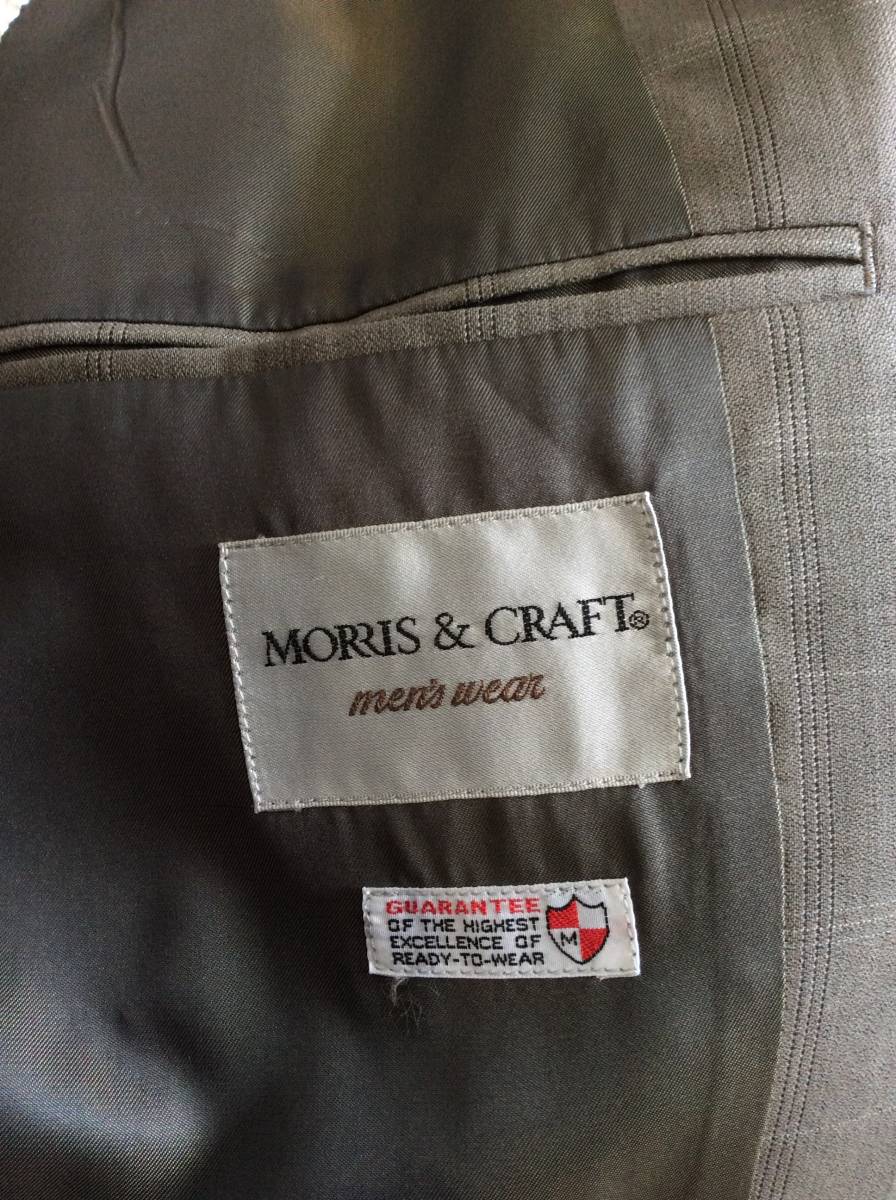 MORRIS & CRAFT®
men's wear
GUARANTEE
OF THE HIGHEST
EXCELLENCE OF
READY-TO-WEAR
M